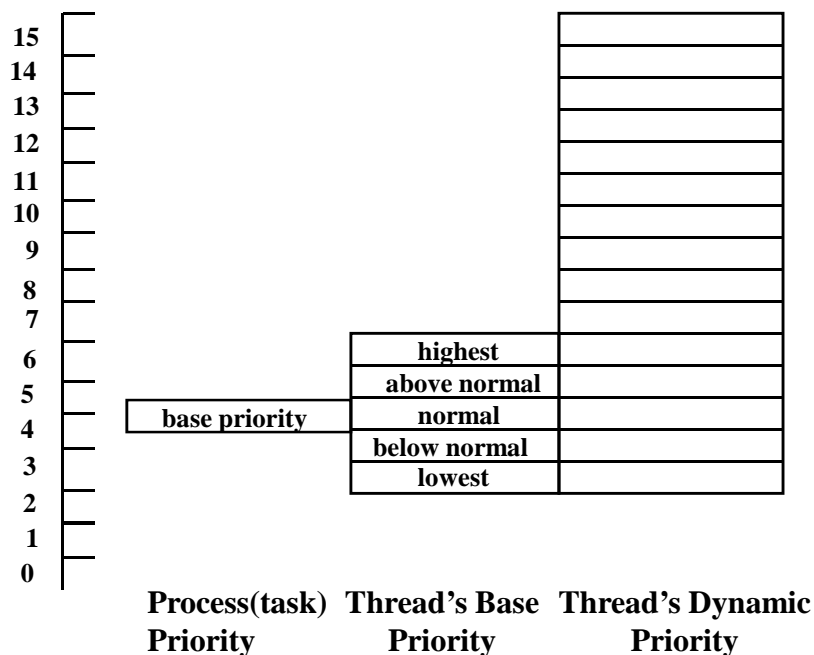 15
14
13
12
11
10
9
8
7
6
5
4
3
2
1
0
highest
above normal
base priority
normal
below normal
lowest
Process(task) Thread's Base Thread's Dynamic
Priority Priority Priority